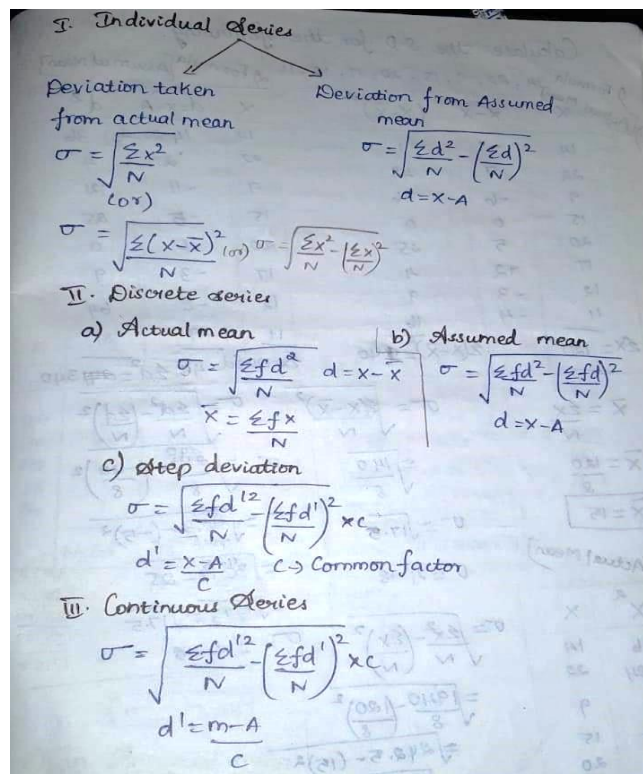 I. Individual Series
Deviation taken from actual mean
σ = √(Σx²/N)
(or)
σ = √(Σ(x-x̄)²/N) (or) σ = √(Σx²/N - (Σx/N)²)
Deviation from Assumed mean
σ = √(Σd²/N - (Σd/N)²)
d = x-A
II. Discrete series
a) Actual mean
σ = √(Σfd²/N) d = x-x̄
x̄ = Σfx/N
b) Assumed mean
σ = √(Σfd²/N - (Σfd/N)²)
d = x-A
c) Step deviation
σ = √(Σfd'²/N - (Σfd'/N)²) × c
d' = x-A/C C → Common factor
III. Continuous Series
σ = √(Σfd'²/N - (Σfd'/N)²) × c
d' = m-A/C